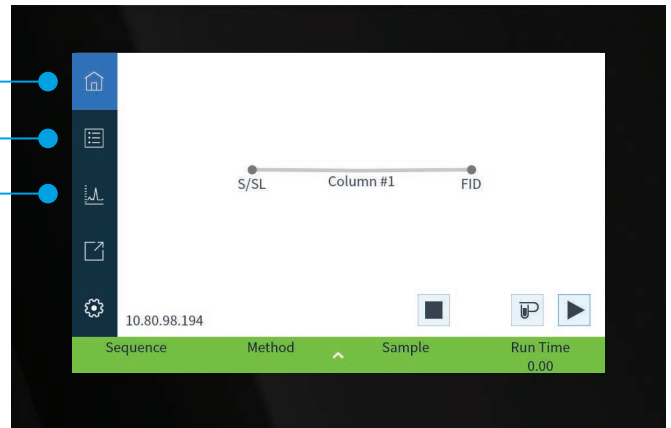 S/SL
Column #1
FID
10.80.98.194
Sequence Method Sample Run Time
0.00